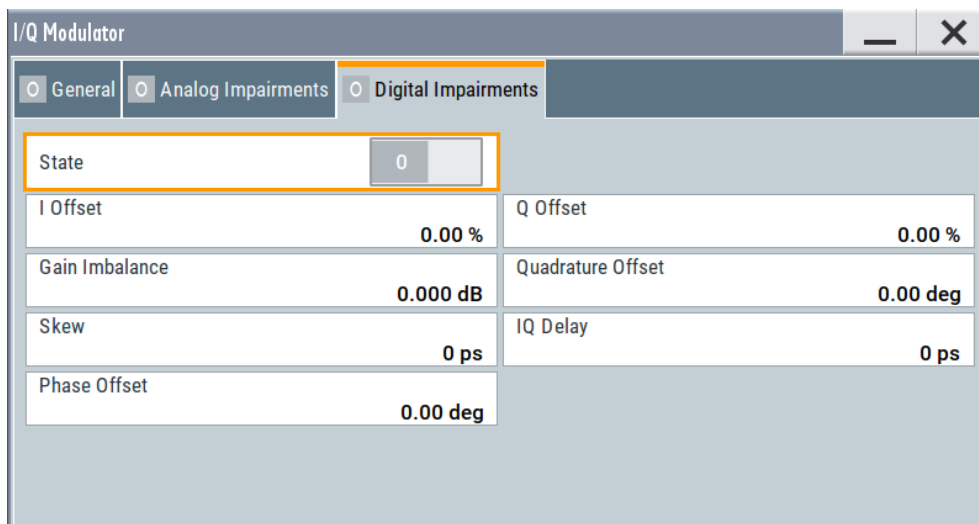 I/Q Modulator
O General O Analog Impairments O Digital Impairments
State 0
I Offset Q Offset
0.00 % 0.00 %
Gain Imbalance Quadrature Offset
0.000 dB 0.00 deg
Skew IQ Delay
0 ps 0 ps
Phase Offset
0.00 deg